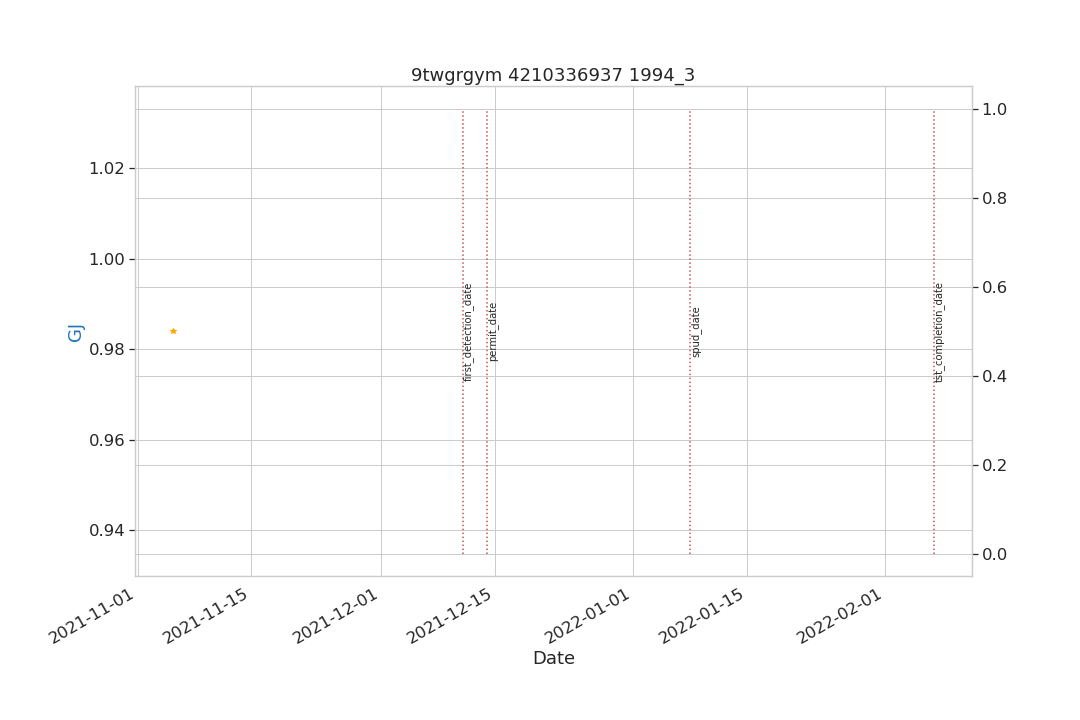 9twgrgym 4210336937 1994_3
1.02
1.00
0.98
0.96
0.94
GJ
1.0
0.8
0.6
0.4
0.2
0.0
first_detection_date
permit_date
spud_date
tst_completion_date
2021-11-01
2021-11-15
2021-12-01
2021-12-15
2022-01-01
2022-01-15
2022-02-01
Date